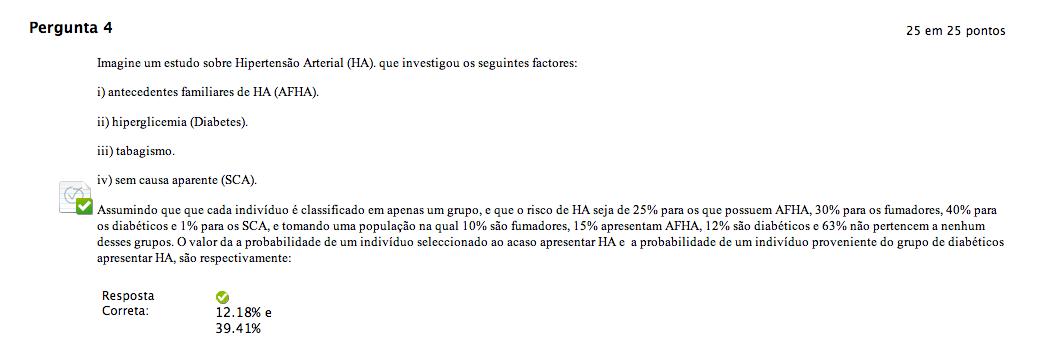 Pergunta 4
25 em 25 pontos
Imagine um estudo sobre Hipertensão Arterial (HA). que investigou os seguintes factores:
i) antecedentes familiares de HA (AFHA).
ii) hiperglicemia (Diabetes).
iii) tabagismo.
iv) sem causa aparente (SCA).
Assumindo que que cada indivíduo é classificado em apenas um grupo, e que o risco de HA seja de 25% para os que possuem AFHA, 30% para os fumadores, 40% para
os diabéticos e 1% para os SCA, e tomando uma população na qual 10% são fumadores, 15% apresentam AFHA, 12% são diabéticos e 63% não pertencem a nenhum
desses grupos. O valor da a probabilidade de um indivíduo seleccionado ao acaso apresentar HA e a probabilidade de um indivíduo proveniente do grupo de diabéticos
apresentar HA, são respectivamente:
Resposta
Correta:
12.18% e
39.41%